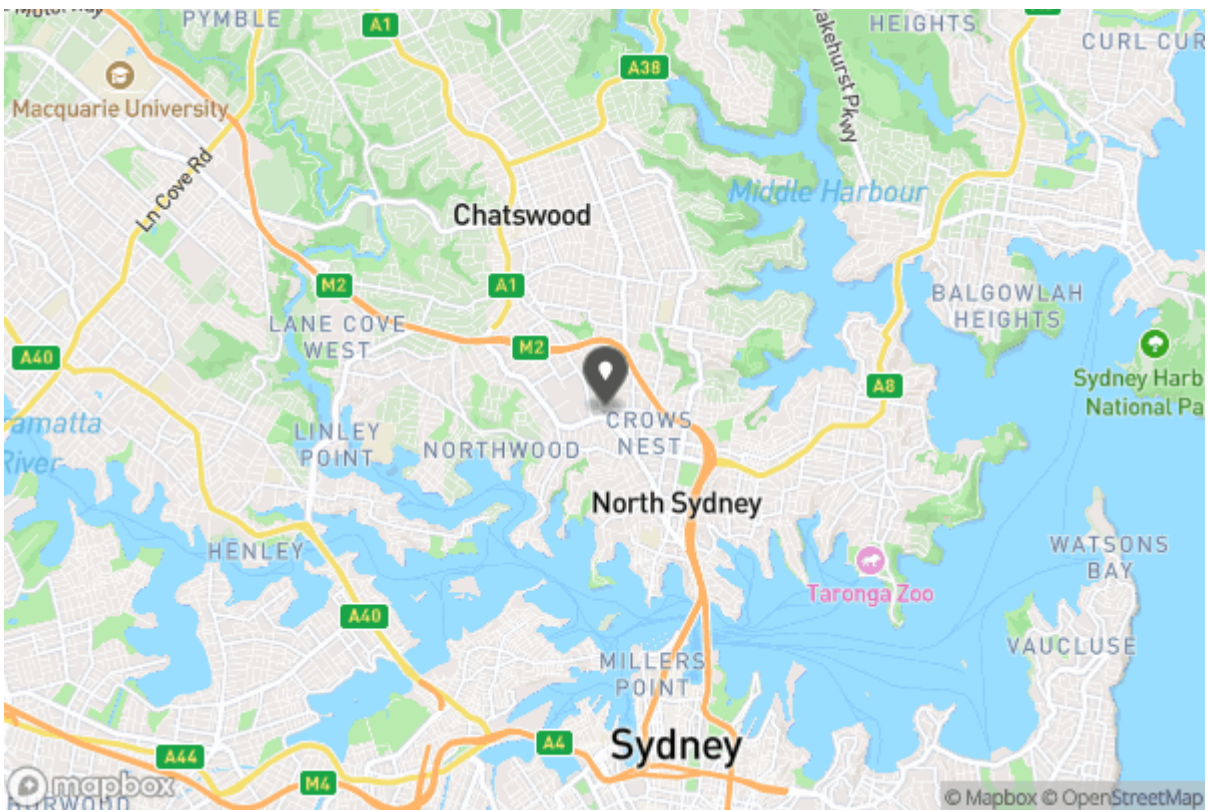 Motorway
PYMBLE
A1
A38
Wakehurst Pkwy
HEIGHTS
CURL CUR
Macquarie University
Ln Cove Rd
Middle Harbour
Chatswood
M2
A1
BALGOWLAH
HEIGHTS
LANE COVE
WEST
M2
A40
A8
Sydney Harb
National Pa
amatta
River
LINLEY
POINT
NORTHWOOD
CROWS
NEST
North Sydney
HENLEY
WATSONS
BAY
Taronga Zoo
A40
VAUCLUSE
MILLERS
POINT
Sydney
A4
A44
M4
mapbox
© Mapbox © OpenStreetMap